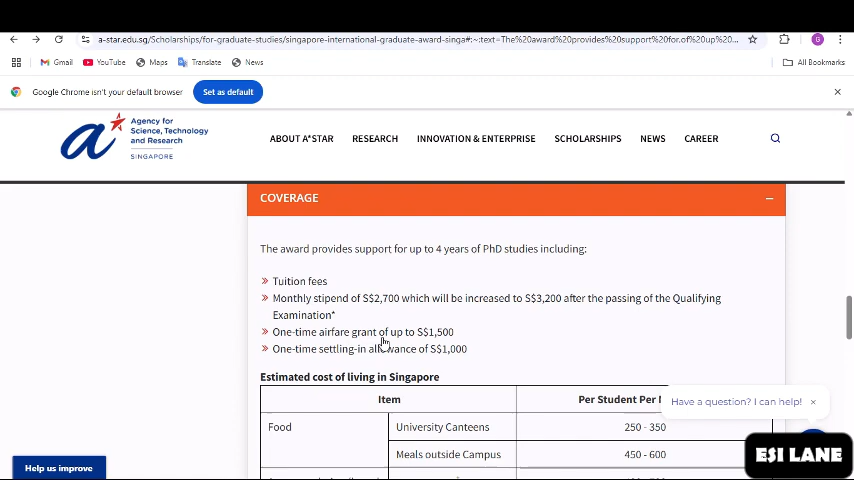 a-star.edu.sg/Scholarships/for-graduate-studies/singapore-international-graduate-award-singa#:~:text=The%20award%20provides%20support%20for.of%20up%20...
G
Gmail
YouTube
Maps
Translate
News
All Bookmarks
Google Chrome isn't your default browser
Set as default
Agency for
Science, Technology
and Research
SINGAPORE
ABOUT A*STAR
RESEARCH
INNOVATION & ENTERPRISE
SCHOLARSHIPS
NEWS
CAREER
COVERAGE
The award provides support for up to 4 years of PhD studies including:
Tuition fees
Monthly stipend of S$2,700 which will be increased to S$3,200 after the passing of the Qualifying
Examination*
One-time airfare grant of up to S$1,500
One-time settling-in allowance of S$1,000
Estimated cost of living in Singapore
Item
Per Student Per
Have a question? I can help!
Food
University Canteens
250 - 350
Meals outside Campus
450 - 600
Help us improve
ESI LANE